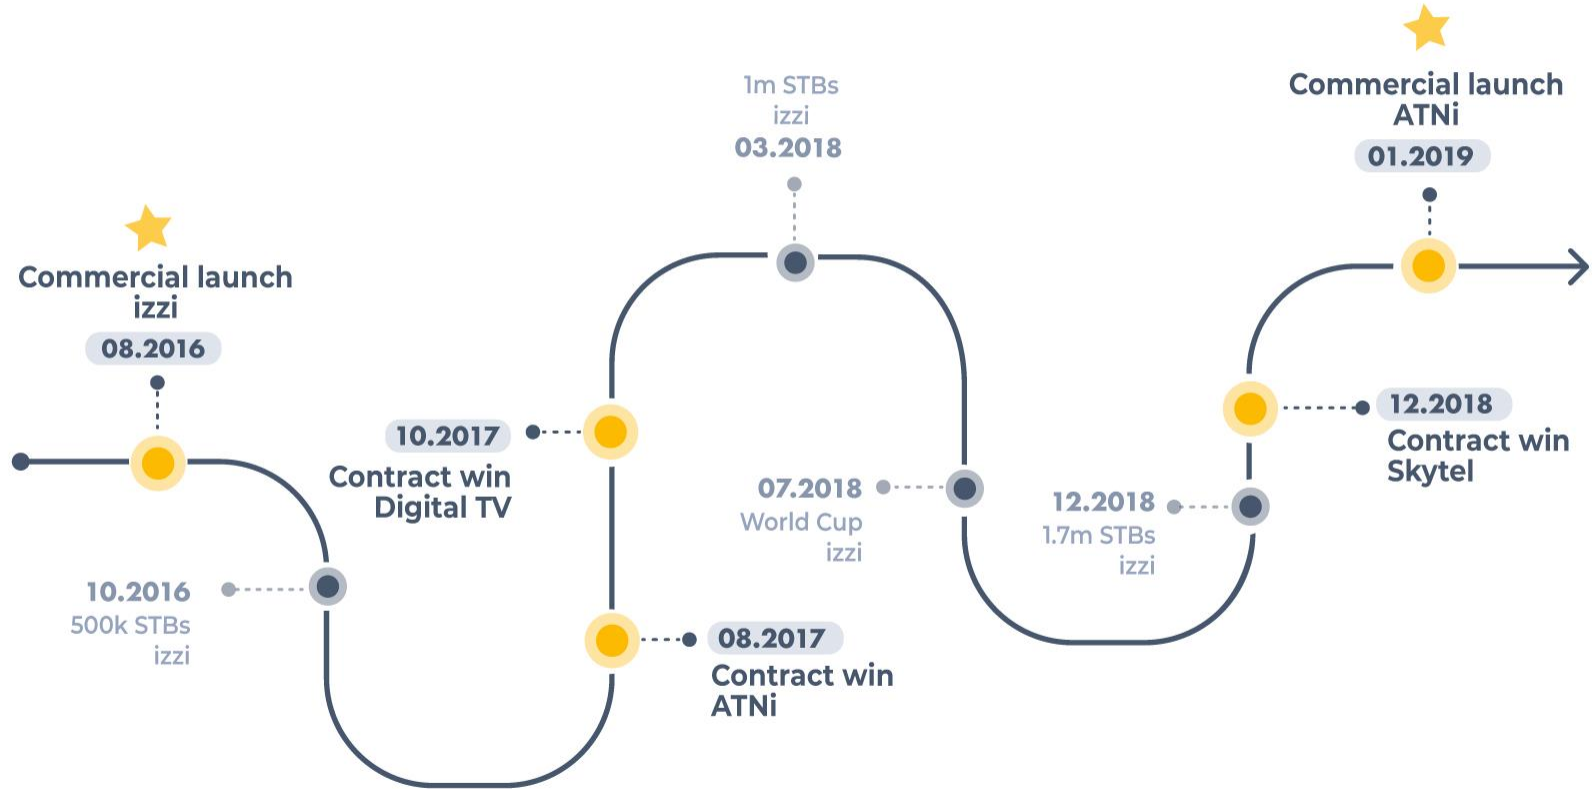 Commercial launch
izzi
08.2016
10.2016
500k STBs
izzi
08.2017
Contract win
ATNi
10.2017
Contract win
Digital TV
1m STBs
izzi
03.2018
07.2018
World Cup
izzi
12.2018
1.7m STBs
izzi
12.2018
Contract win
Skytel
Commercial launch
ATNi
01.2019